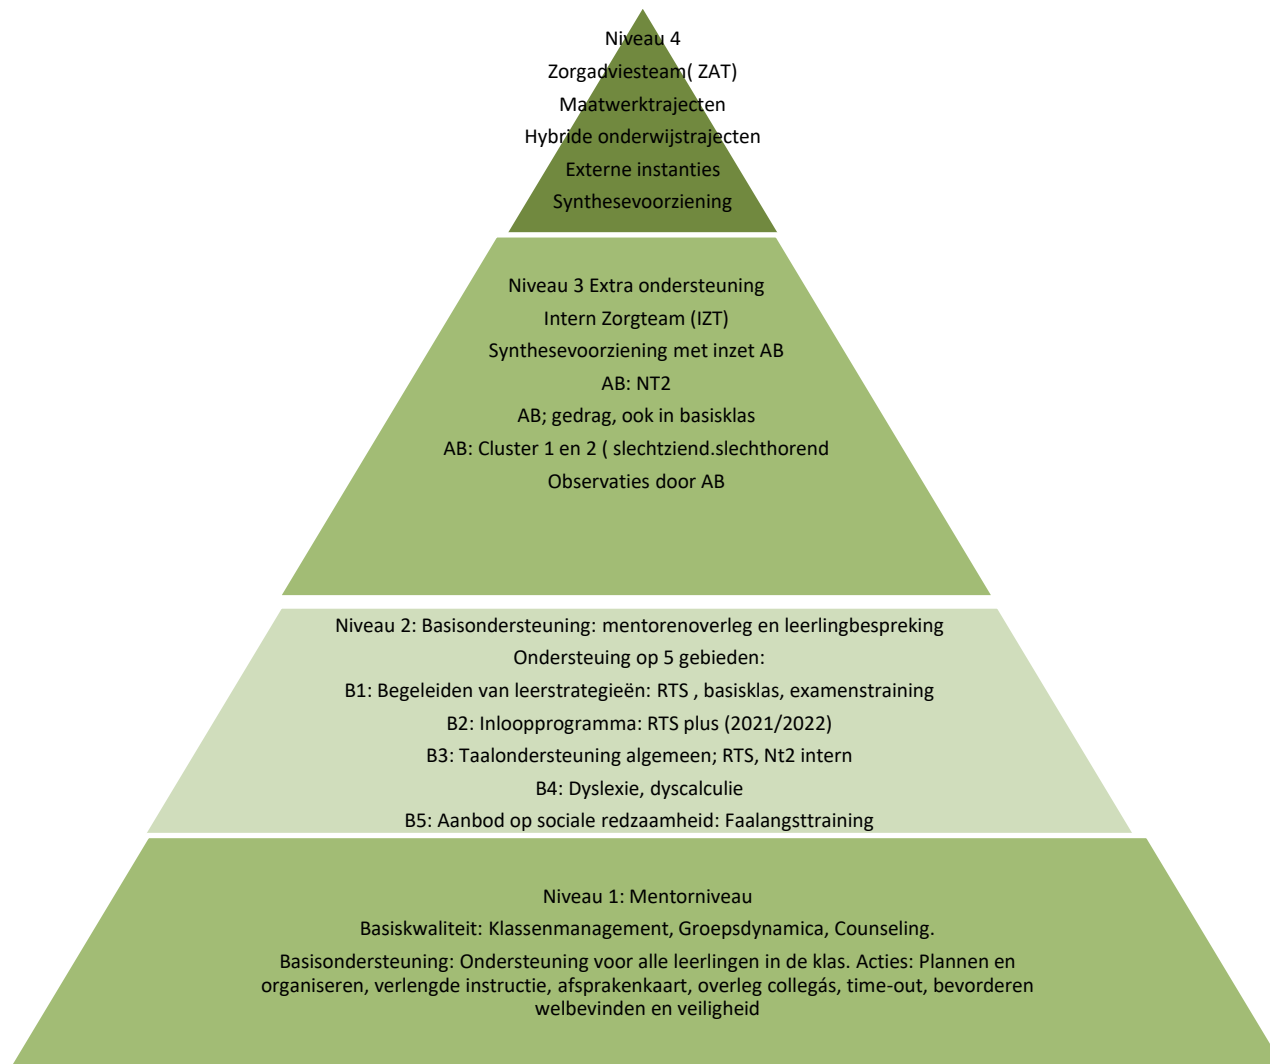 Niveau 4
Zorgadviesteam( ZAT)
Maatwerktrajecten
Hybride onderwijstrajecten
Externe instanties
Synthesevoorziening
Niveau 3 Extra ondersteuning
Intern Zorgteam (IZT)
Synthesevoorziening met inzet AB
AB: NT2
AB; gedrag, ook in basisklas
AB: Cluster 1 en 2 ( slechtziend.slechthorend
Observaties door AB
Niveau 2: Basisondersteuning: mentorenoverleg en leerlingbespreking
Ondersteuing op 5 gebieden:
B1: Begeleiden van leerstrategieën: RTS , basisklas, examenstraining
B2: Inloopprogramma: RTS plus (2021/2022)
B3: Taalondersteuning algemeen; RTS, Nt2 intern
B4: Dyslexie, dyscalculie
B5: Aanbod op sociale redzaamheid: Faalangsttraining
Niveau 1: Mentorniveau
Basiskwaliteit: Klassenmanagement, Groepsdynamica, Counseling.
Basisondersteuning: Ondersteuning voor alle leerlingen in de klas. Acties: Plannen en
organiseren, verlengde instructie, afsprakenkaart, overleg collegás, time-out, bevorderen
welbevinden en veiligheid